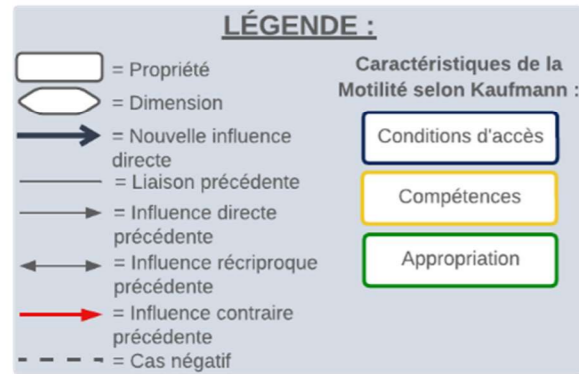 LÉGENDE :
= Propriété
= Dimension
= Nouvelle influence
directe
= Liaison précédente
= Influence directe
précédente
= Influence réciproque
précédente
= Influence contraire
précédente
= Cas négatif
Caractéristiques de la
Motilité selon Kaufmann :
Conditions d'accès
Compétences
Appropriation